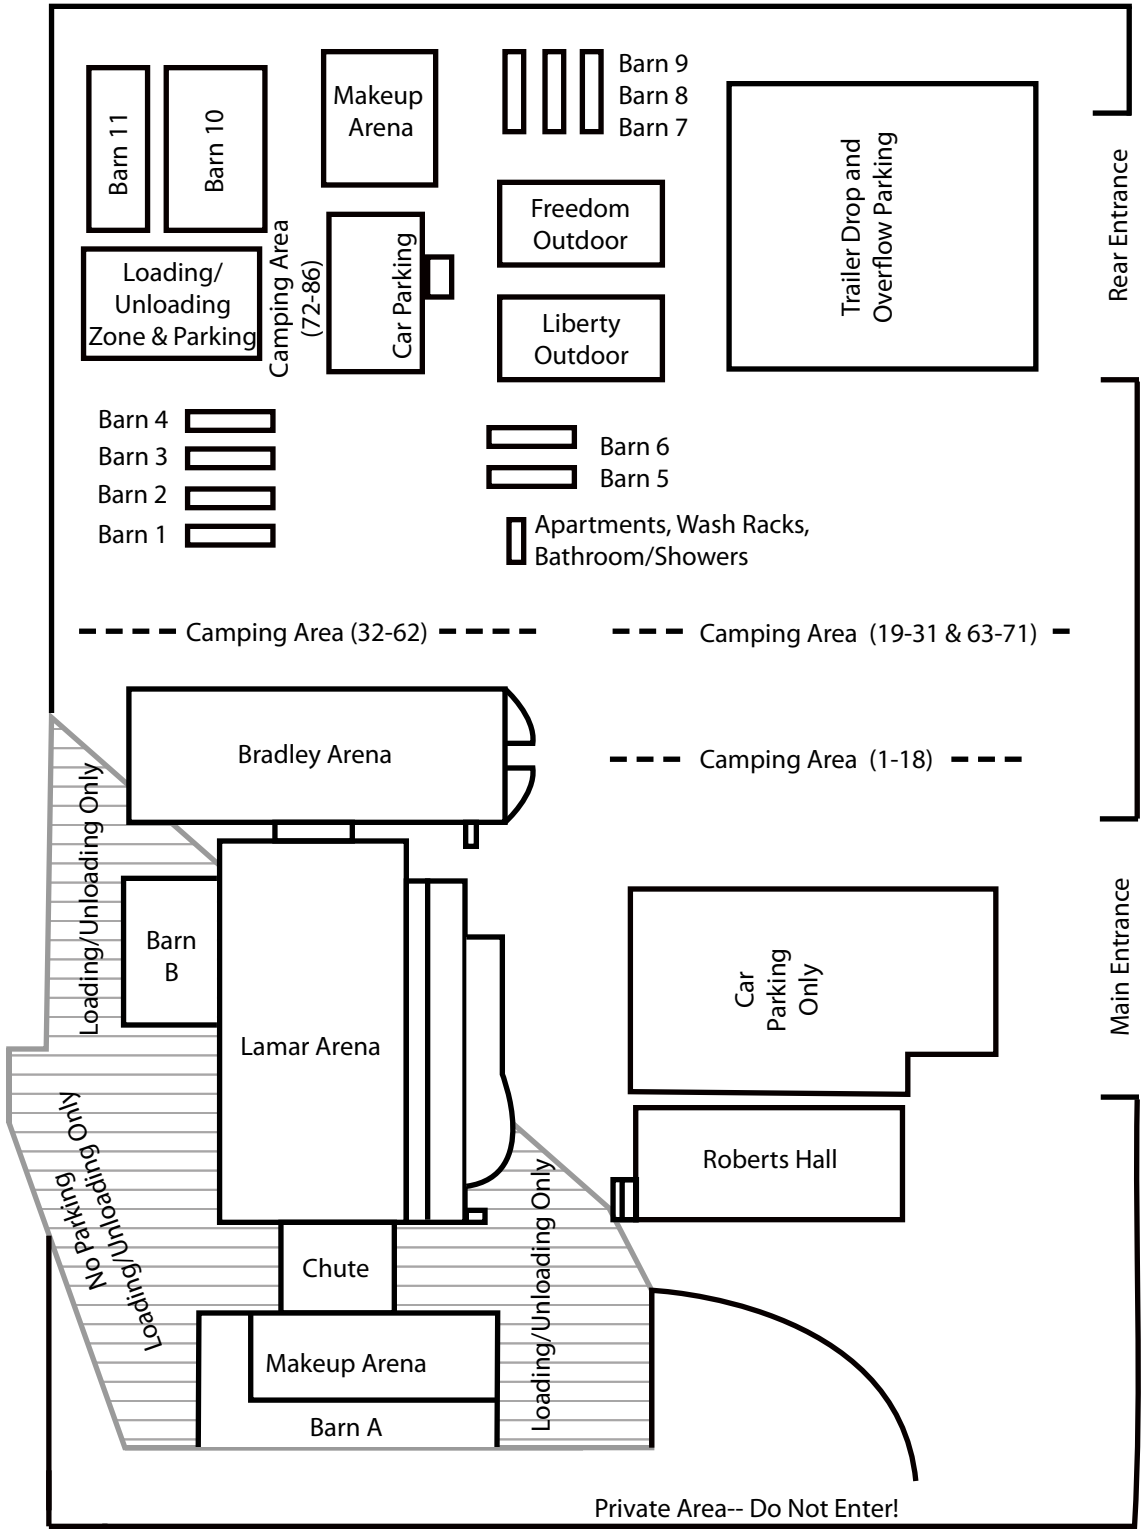 Barn 11
Barn 10
Makeup
Arena
Barn 9
Barn 8
Barn 7
Trailer Drop and
Overflow Parking
Rear Entrance
Loading/
Unloading
Zone & Parking
Camping Area
(72-86)
Car Parking
Freedom
Outdoor
Liberty
Outdoor
Barn 4
Barn 3
Barn 2
Barn 1
Barn 6
Barn 5
Apartments, Wash Racks,
Bathroom/Showers
Camping Area (32-62)
Camping Area (19-31 & 63-71)
Bradley Arena
Camping Area (1-18)
Loading/Unloading Only
Barn
B
Lamar Arena
Car
Parking
Only
Main Entrance
No Parking
Loading/Unloading Only
Roberts Hall
Loading/Unloading Only
Chute
Makeup Arena
Barn A
Private Area-- Do Not Enter!